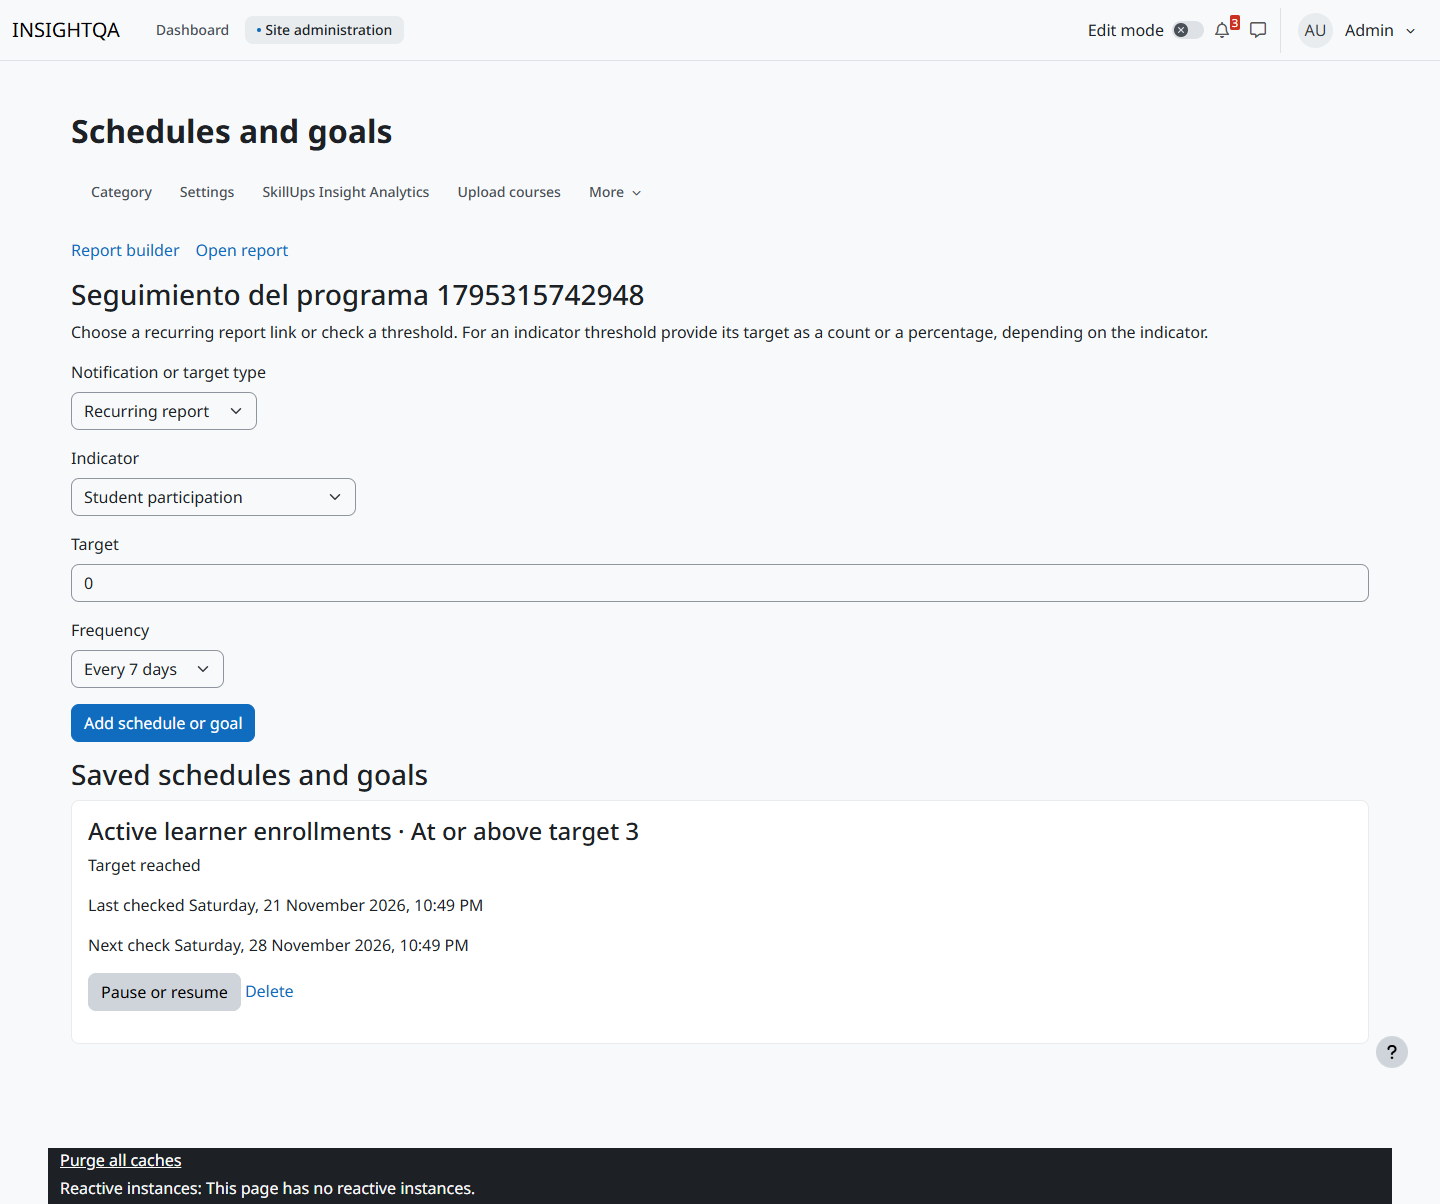 INSIGHTQA
Dashboard
Site administration
Edit mode
3
AU
Admin
Schedules and goals
Category
Settings
SkillUps Insight Analytics
Upload courses
More
Report builder
Open report
Seguimiento del programa 1795315742948
Choose a recurring report link or check a threshold. For an indicator threshold provide its target as a count or a percentage, depending on the indicator.
Notification or target type
Recurring report
Indicator
Student participation
Target
0
Frequency
Every 7 days
Add schedule or goal
Saved schedules and goals
Active learner enrollments · At or above target 3
Target reached
Last checked Saturday, 21 November 2026, 10:49 PM
Next check Saturday, 28 November 2026, 10:49 PM
Pause or resume
Delete
?
Purge all caches
Reactive instances: This page has no reactive instances.